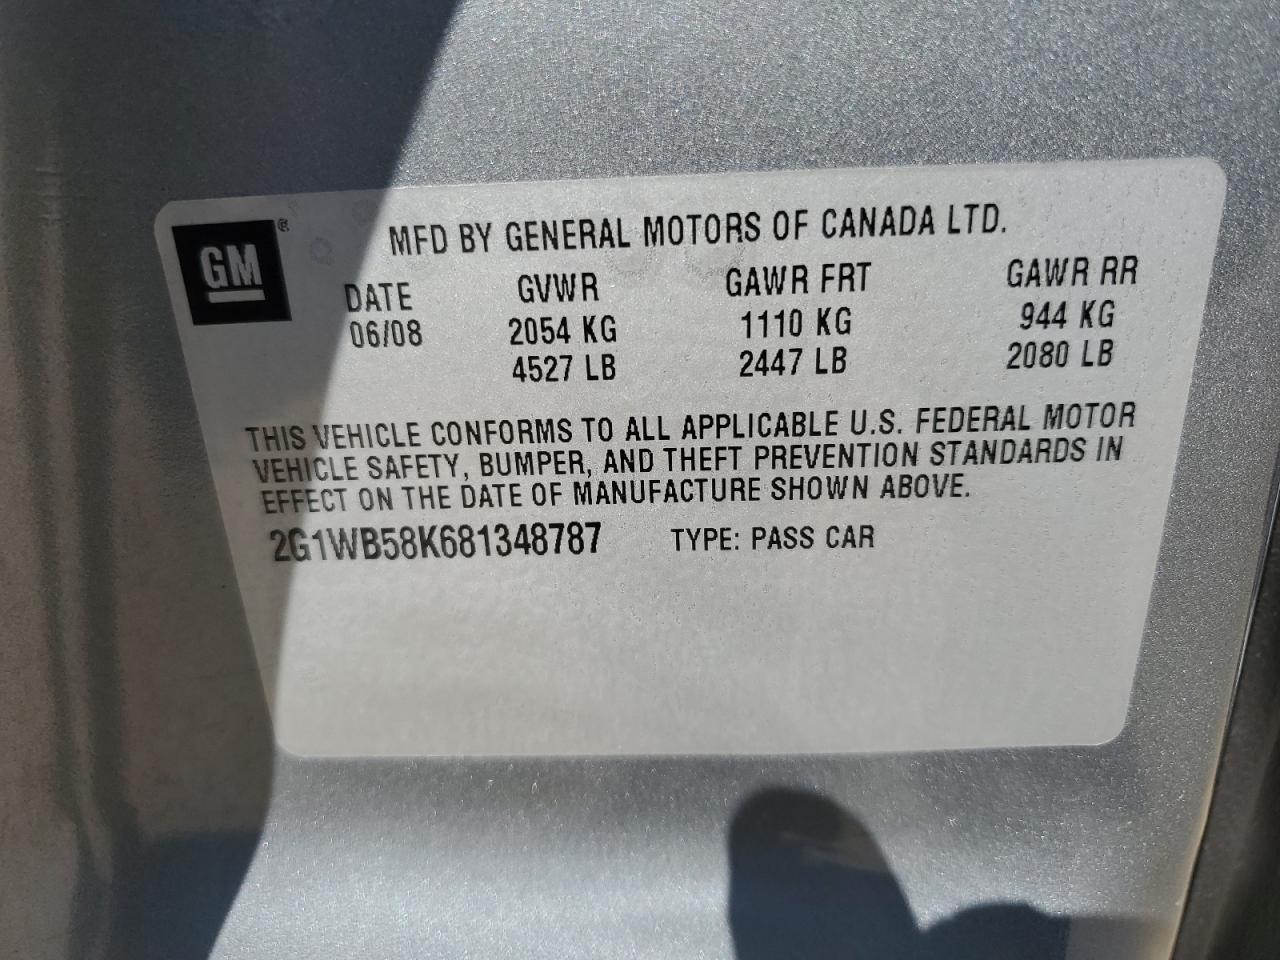 GM®
MFD BY GENERAL MOTORS OF CANADA LTD.
DATE GVWR GAWR FRT GAWR RR
06/08 2054 KG 1110 KG 944 KG
4527 LB 2447 LB 2080 LB
THIS VEHICLE CONFORMS TO ALL APPLICABLE U.S. FEDERAL MOTOR
VEHICLE SAFETY, BUMPER, AND THEFT PREVENTION STANDARDS IN
EFFECT ON THE DATE OF MANUFACTURE SHOWN ABOVE.
2G1WB58K681348787 TYPE: PASS CAR